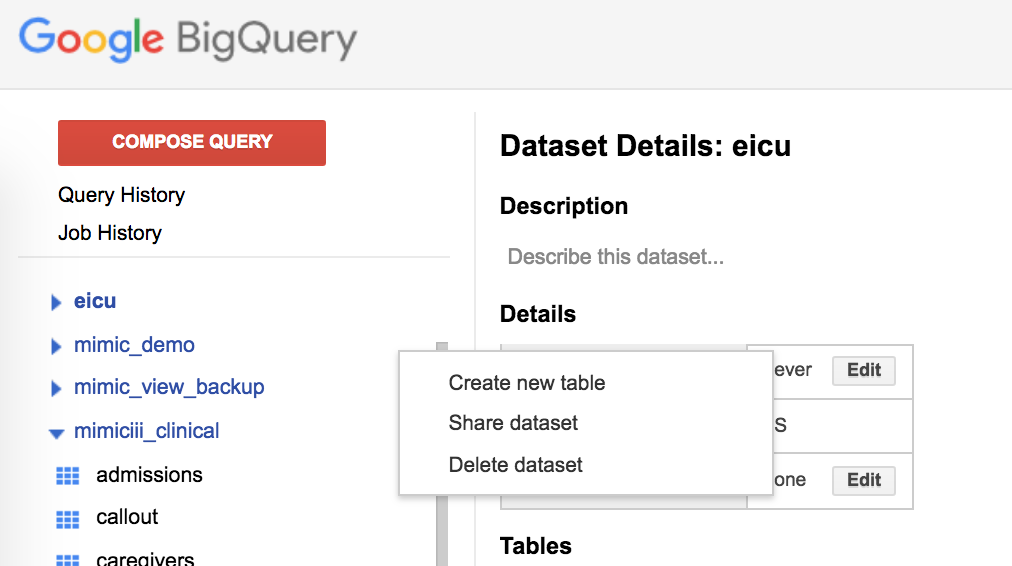 Google BigQuery
COMPOSE QUERY
Query History
Job History
eicu
mimic_demo
mimic_view_backup
mimiciii_clinical
admissions
callout
caregivers
Dataset Details: eicu
Description
Describe this dataset...
Details
Create new table
Share dataset
Delete dataset
ever Edit
S
one Edit
Tables